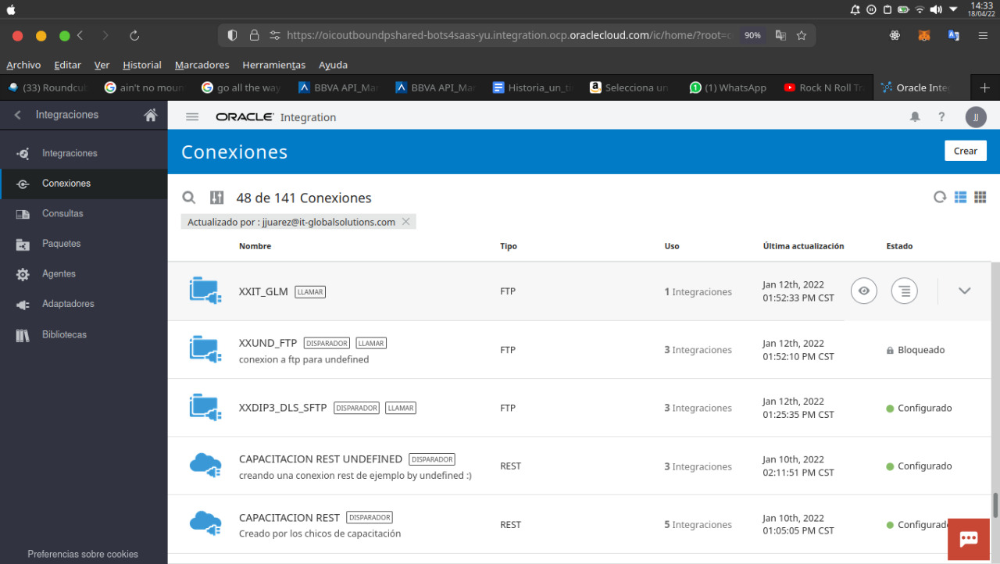 14:33
18/04/22
https://oicoutboundpshared-bots4saas-yu.integration.ocp.oraclecloud.com/ic/home/?root=c
90%
Archivo Editar Ver Historial Marcadores Herramientas Ayuda
(33) Roundcu
ain't no moun
go all the way
BBVA API_Mar
BBVA API_Mar
Historia_un_ti
Selecciona un
(1) WhatsApp
Rock N Roll Tr
Oracle Inte
Integraciones
ORACLE Integration
? JJ
Integraciones
Conexiones
Consultas
Paquetes
Agentes
Adaptadores
Bibliotecas
Preferencias sobre cookies
Conexiones
Crear
48 de 141 Conexiones
Actualizado por : jjuarez@it-globalsolutions.com
Nombre Tipo Uso Última actualización Estado
XXIT_GLM LLAMAR FTP 1 Integraciones Jan 12th, 2022
01:52:33 PM CST
XXUND_FTP DISPARADOR LLAMAR FTP 3 Integraciones Jan 12th, 2022 Bloqueado
conexion a ftp para undefined 01:52:10 PM CST
XXDIP3_DLS_SFTP DISPARADOR LLAMAR FTP 3 Integraciones Jan 12th, 2022 Configurado
01:25:35 PM CST
CAPACITACION REST UNDEFINED DISPARADOR REST 3 Integraciones Jan 10th, 2022 Configurado
creando una conexion rest de ejemplo by undefined :) 02:11:51 PM CST
CAPACITACION REST DISPARADOR REST 5 Integraciones Jan 10th, 2022 Configurado
Creado por los chicos de capacitación 01:05:05 PM CST